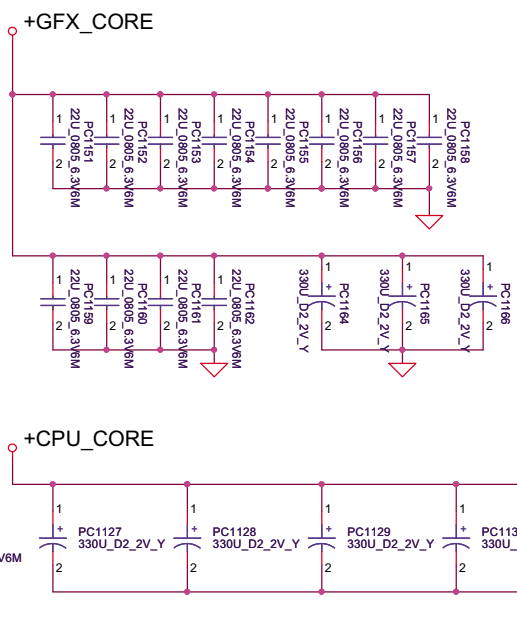 +GFX_CORE
1 1 1 1 1 1 1 1
PC1151
22U_0805_6.3V6M
PC1152
22U_0805_6.3V6M
PC1153
22U_0805_6.3V6M
PC1154
22U_0805_6.3V6M
PC1155
22U_0805_6.3V6M
PC1156
22U_0805_6.3V6M
PC1157
22U_0805_6.3V6M
PC1158
22U_0805_6.3V6M
2 2 2 2 2 2 2 2
1 1 1 1 1 1 1
PC1159
22U_0805_6.3V6M
PC1160
22U_0805_6.3V6M
PC1161
22U_0805_6.3V6M
PC1162
22U_0805_6.3V6M
+
PC1164
330U_D2_2V_Y
+
PC1165
330U_D2_2V_Y
+
PC1166
330U_D2_2V_Y
2 2 2 2 2 2 2
+CPU_CORE
1 1 1 1
+ + + +
PC1127
330U_D2_2V_Y
PC1128
330U_D2_2V_Y
PC1129
330U_D2_2V_Y
PC113
330U_
V6M
2 2 2 2